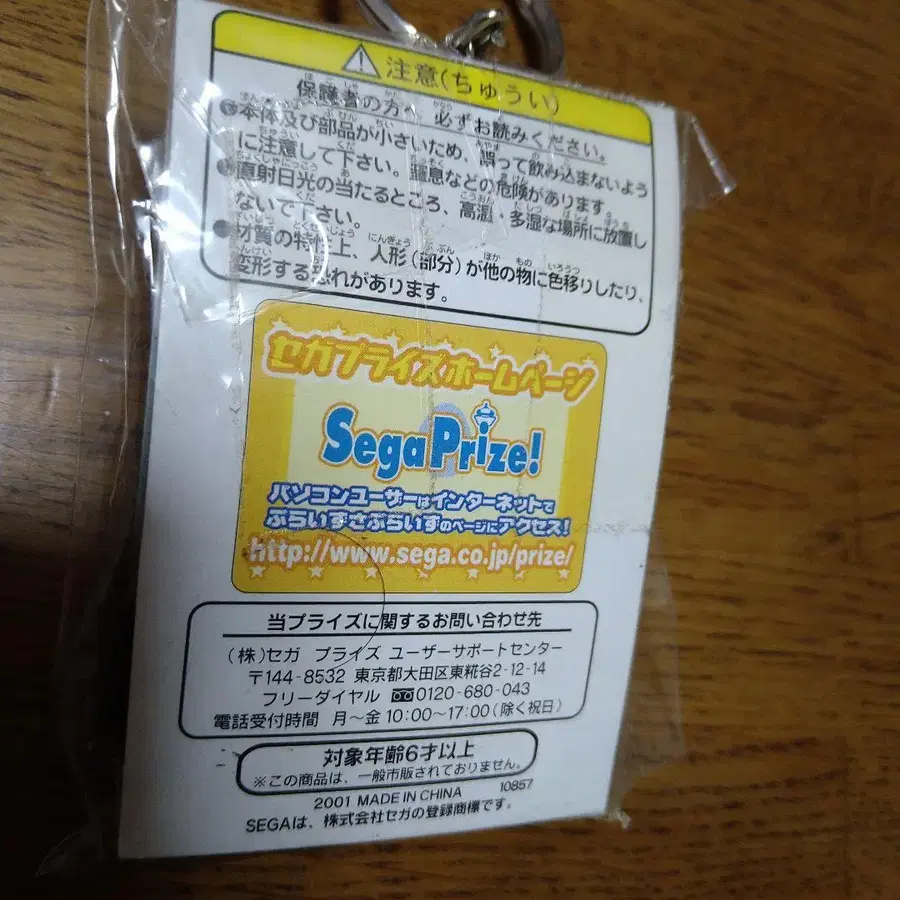 ⚠注意(ちゅうい)
保護者の方へ。必ずお読みください。
●本体及び部品が小さいため、誤って飲み込まないよう
に注意して下さい。窒息などの危険があります。
●直射日光の当たるところ、高温・多湿な場所に放置し
ないで下さい。
●材質の特性上、人形(部分)が他の物に色移りしたり、
変形する恐れがあります。
セガプライズホームページ
Sega Prize!
パソコンユーザーはインターネットで
ぷらいずさぷらいずのページにアクセス!
http://www.sega.co.jp/prize/
当プライズに関するお問い合わせ先
(株)セガ プライズ ユーザーサポートセンター
〒144-8532 東京都大田区東糀谷2-12-14
フリーダイヤル 0120-680-043
電話受付時間 月〜金 10:00〜17:00(除く祝日)
対象年齢6才以上
※この商品は、一般市販されておりません。
2001 MADE IN CHINA 10857
SEGAは、株式会社セガの登録商標です。